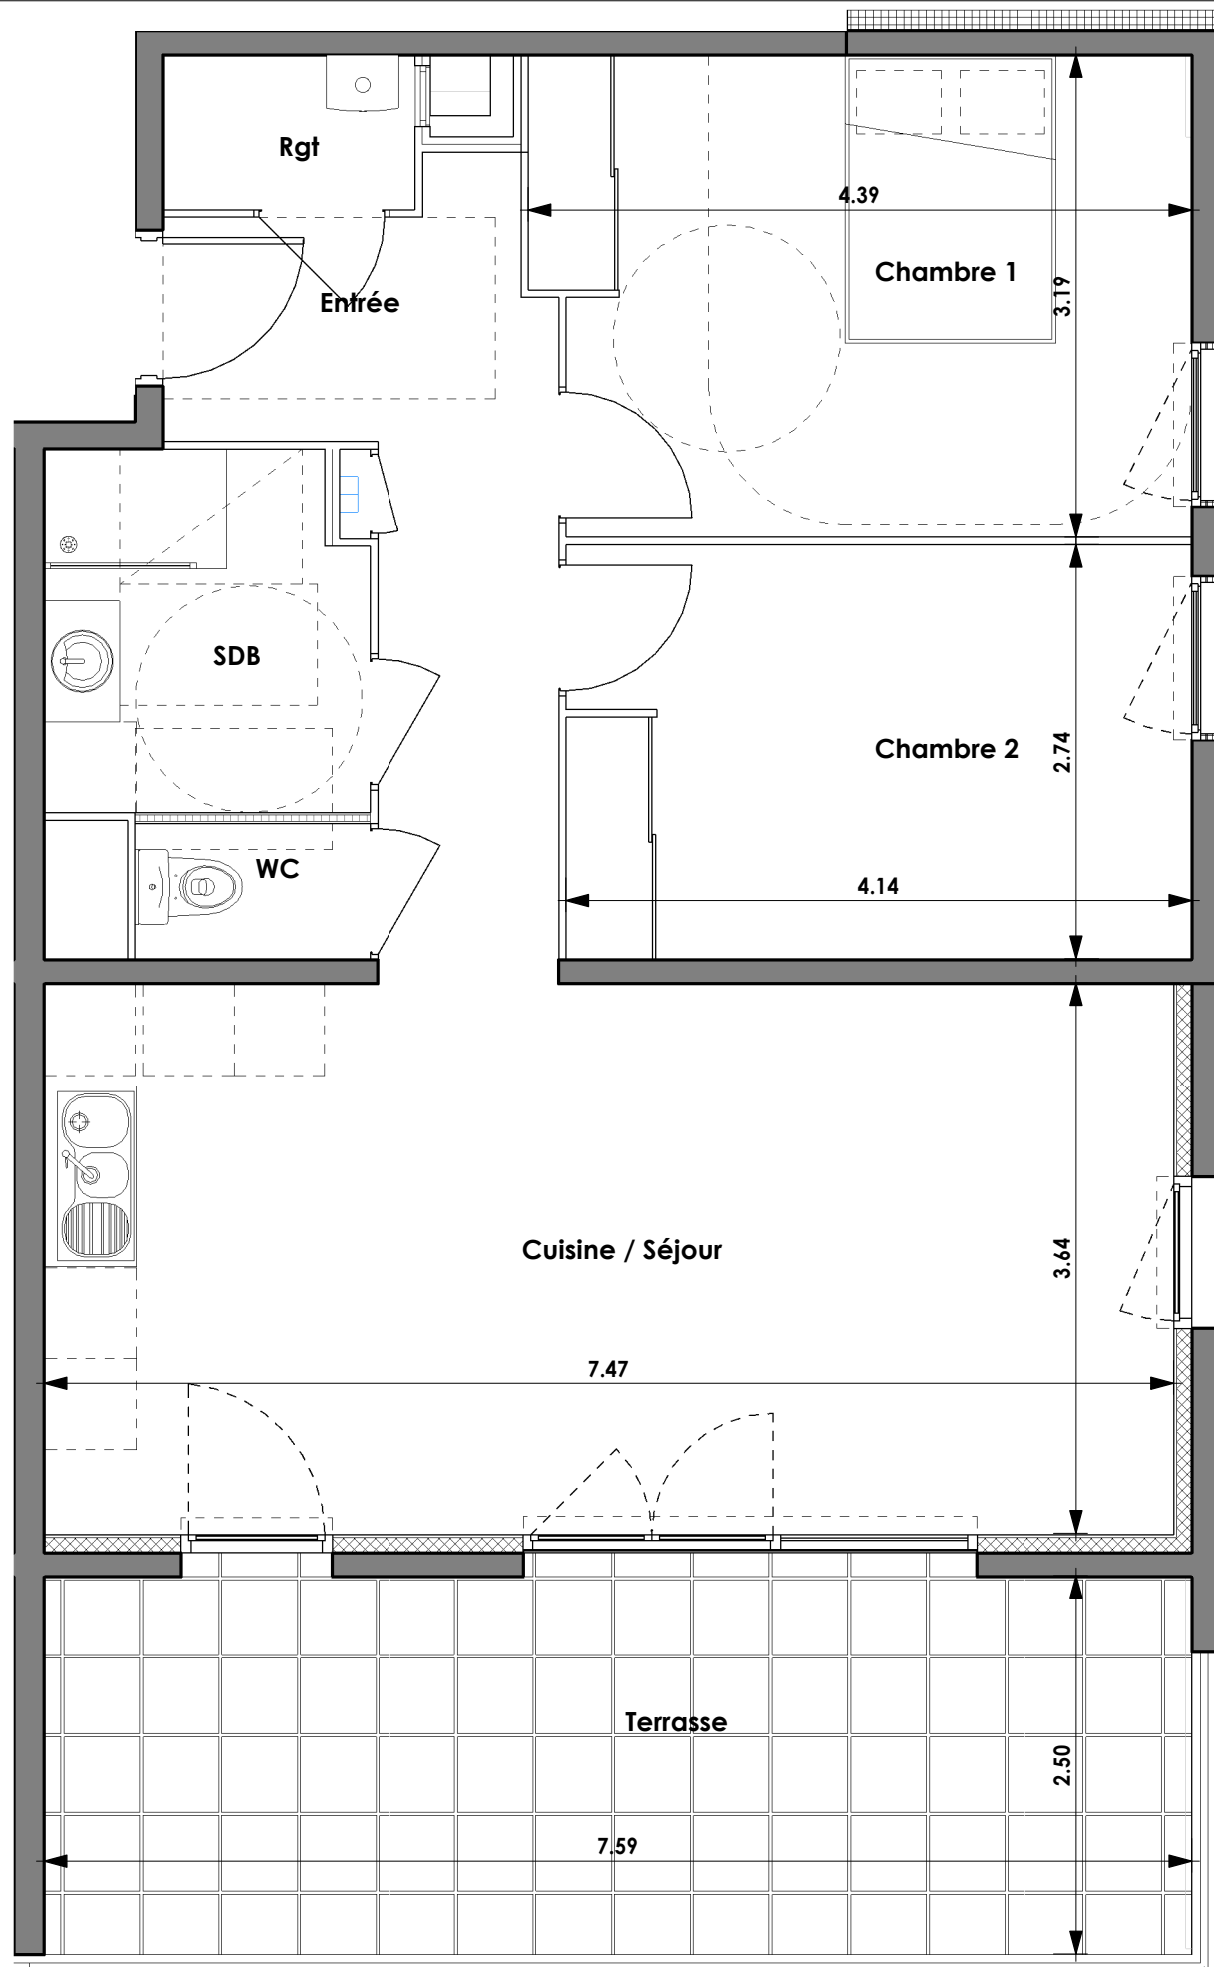 Rgt
4.39
Chambre 1
3.19
Entrée
SDB
Chambre 2
2.74
WC
4.14
Cuisine / Séjour
3.64
7.47
Terrasse
2.50
7.59